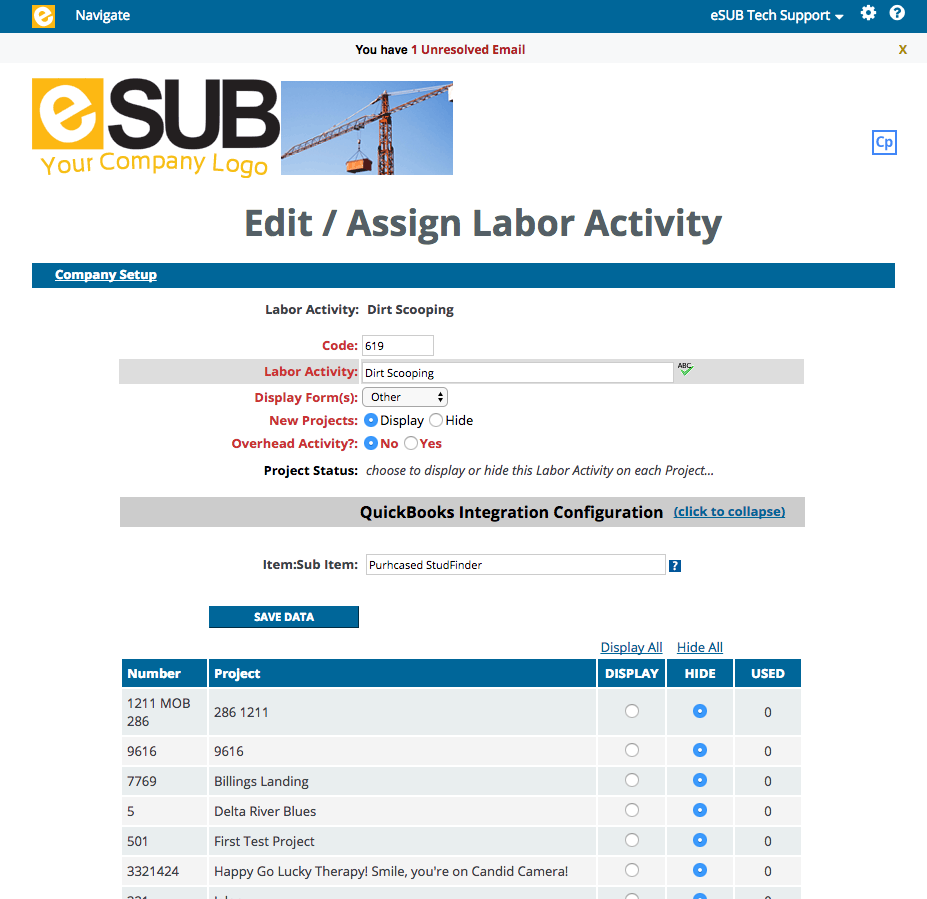 e Navigate eSUB Tech Support ?
You have 1 Unresolved Email X
eSUB
Your Company Logo
Cp
Edit / Assign Labor Activity
Company Setup
Labor Activity: Dirt Scooping
Code: 619
Labor Activity: Dirt Scooping ABC
Display Form(s): Other
New Projects: Display Hide
Overhead Activity?: No Yes
Project Status: choose to display or hide this Labor Activity on each Project...
QuickBooks Integration Configuration (click to collapse)
Item:Sub Item: Purhcased StudFinder ?
SAVE DATA
Display All Hide All
Number Project DISPLAY HIDE USED
1211 MOB
286 286 1211 0
9616 9616 0
7769 Billings Landing 0
5 Delta River Blues 0
501 First Test Project 0
3321424 Happy Go Lucky Therapy! Smile, you're on Candid Camera! 0